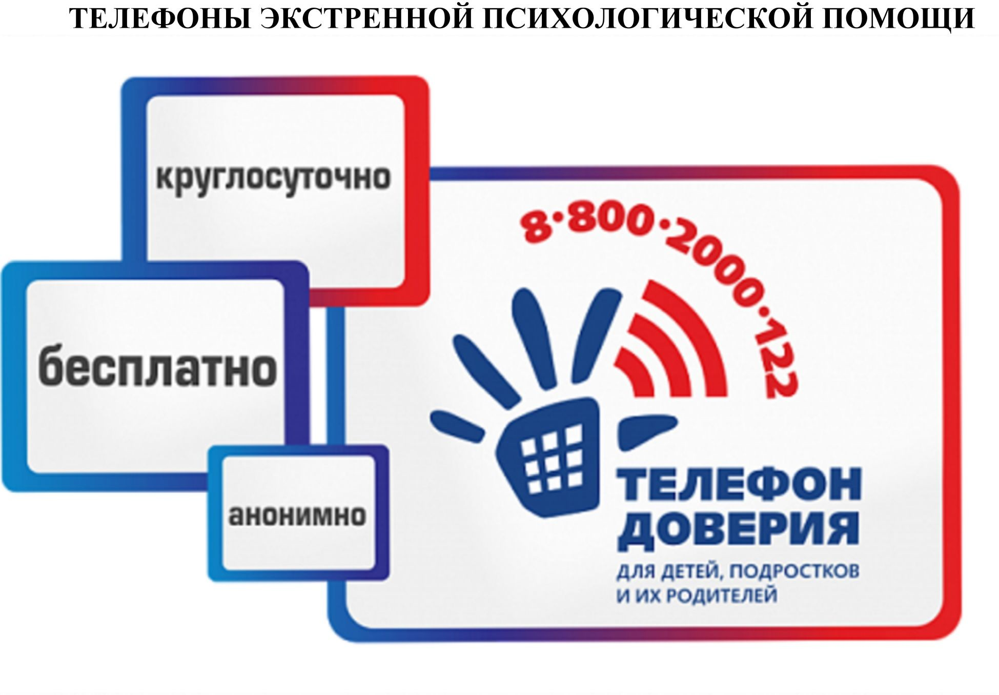 ТЕЛЕФОНЫ ЭКСТРЕННОЙ ПСИХОЛОГИЧЕСКОЙ ПОМОЩИ
круглосуточно
8·800·2000·122
бесплатно
анонимно
ТЕЛЕФОН
ДОВЕРИЯ
ДЛЯ ДЕТЕЙ, ПОДРОСТКОВ
И ИХ РОДИТЕЛЕЙ